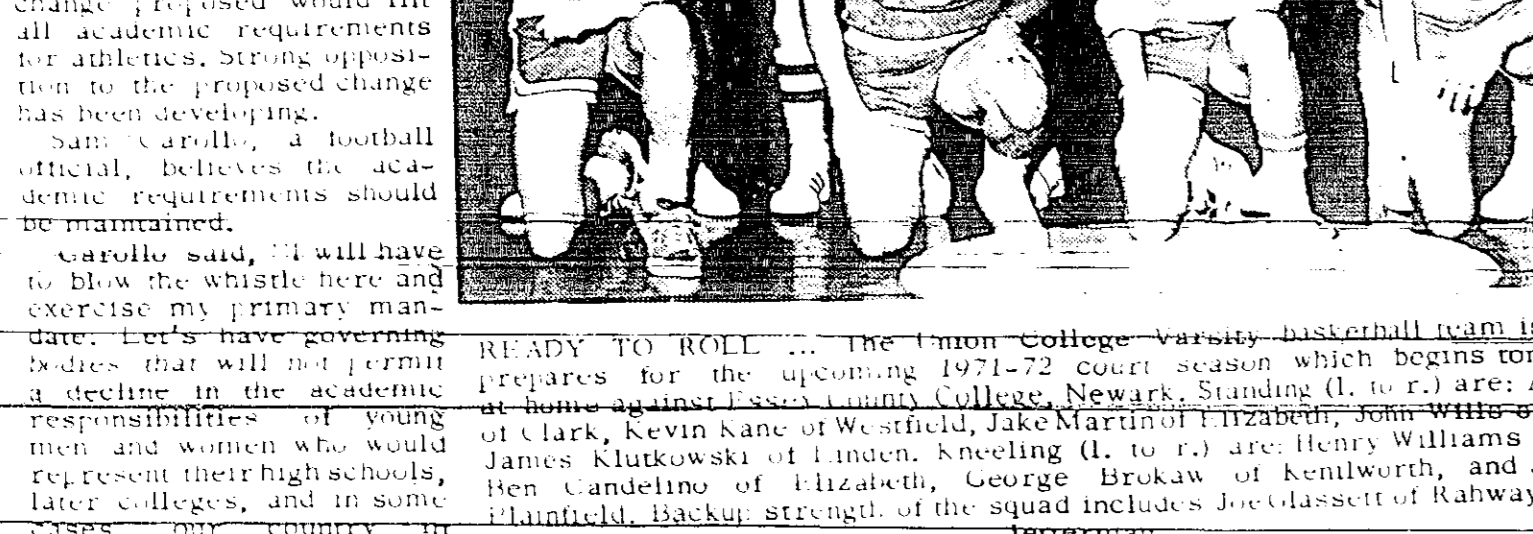 change proposed would lift
all academic requirements
for athletics. Strong opposi-
tion to the proposed change
has been developing.
Sam Carollo, a football
official, believes the aca-
demic requirements should
be maintained.
Carollo said, "I will have
to blow the whistle here and
exercise my primary man-
date. Let's have governing
bodies that will not permit
a decline in the academic
responsibilities of young
men and women who would
represent their high schools,
later colleges, and in some
cases our country in
READY TO ROLL ... The Union College Varsity basketball team
prepares for the upcoming 1971-72 court season which begins
at home against Essex County College, Newark. Standing (l. to r.) are:
of Clark, Kevin Kane of Westfield, Jake Martin of Elizabeth, John Wills
James Klutkowski of Linden. Kneeling (l. to r.) are: Henry Williams
Ben Candelino of Elizabeth, George Brokaw of Kenilworth, and
Plainfield. Backup strength of the squad includes Joe Glassett of Rahway